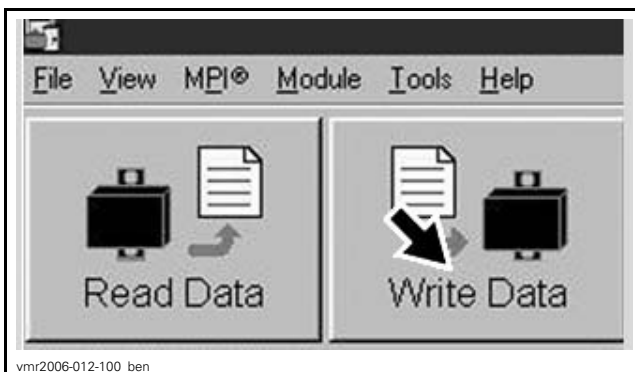 File View MPI® Module Tools Help
Read Data
Write Data
vmr2006-012-100_ben